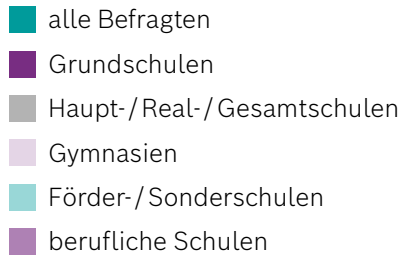 alle Befragten
Grundschulen
Haupt-/Real-/Gesamtschulen
Gymnasien
Förder-/Sonderschulen
berufliche Schulen